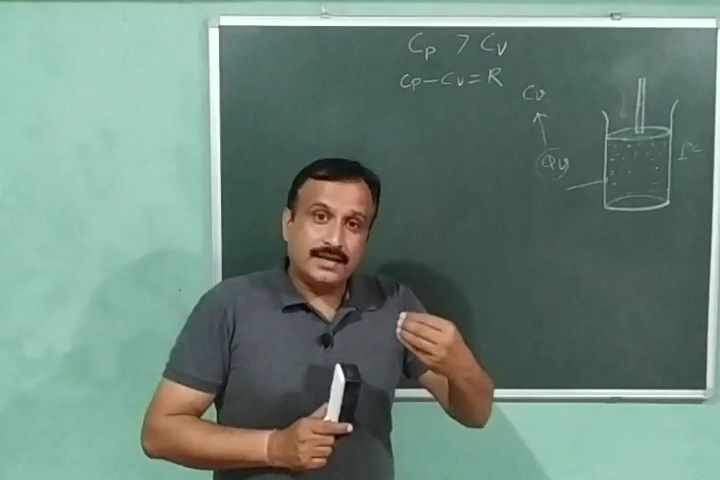 Cp > Cv
Cp - Cv = R
Cv
Qv
1°C